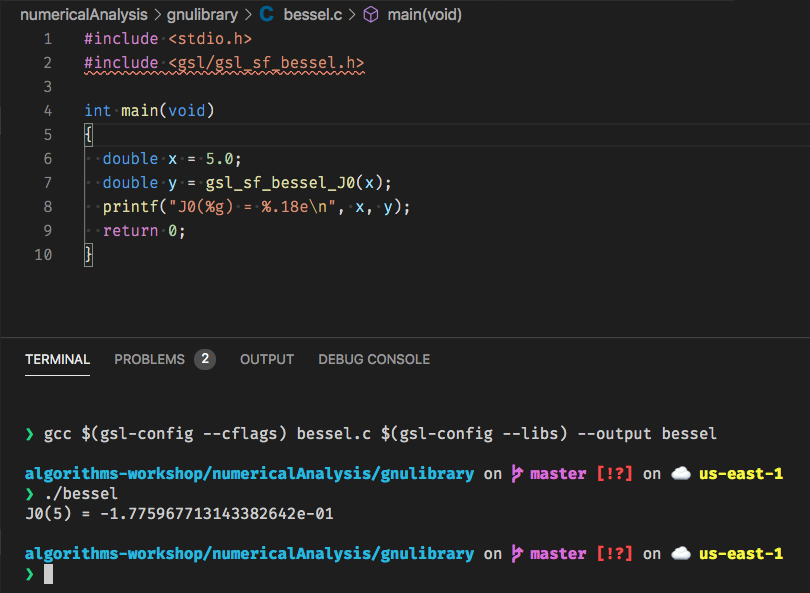 numericalAnalysis > gnulibrary > C bessel.c > main(void)
1 #include <stdio.h>
2 #include <gsl/gsl_sf_bessel.h>
3
4 int main(void)
5 {
6   double x = 5.0;
7   double y = gsl_sf_bessel_J0(x);
8   printf("J0(%g) = %.18e\n", x, y);
9   return 0;
10 }
TERMINAL PROBLEMS 2 OUTPUT DEBUG CONSOLE
❯ gcc $(gsl-config --cflags) bessel.c $(gsl-config --libs) --output bessel
algorithms-workshop/numericalAnalysis/gnulibrary on master [!?] on ☁️ us-east-1
❯ ./bessel
J0(5) = -1.775967713143382642e-01
algorithms-workshop/numericalAnalysis/gnulibrary on master [!?] on ☁️ us-east-1
❯